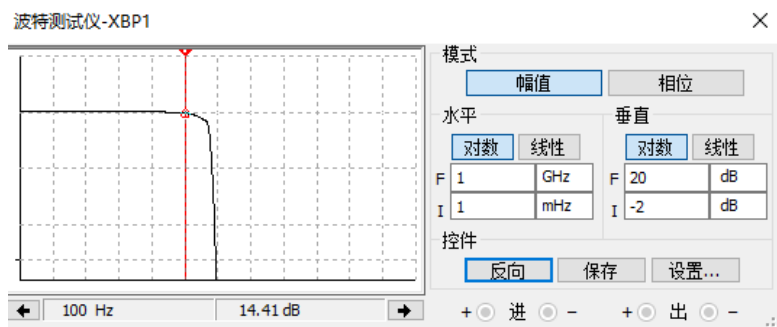 波特测试仪-XBP1
模式
幅值 相位
水平 垂直
对数 线性 对数 线性
F 1 GHz F 20 dB
I 1 mHz I -2 dB
控件
反向 保存 设置...
100 Hz 14.41 dB + 进 - + 出 -